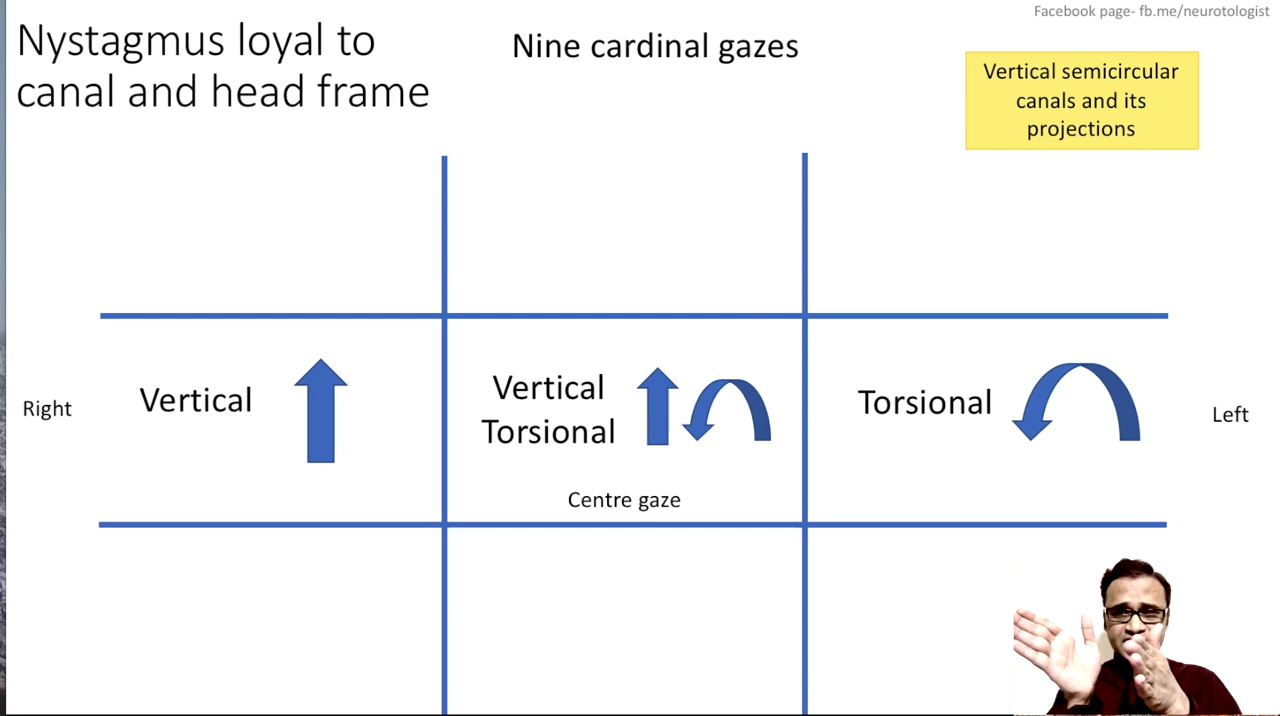 Facebook page- fb.me/neurotologist
Nystagmus loyal to
canal and head frame
Nine cardinal gazes
Vertical semicircular
canals and its
projections
Right
Vertical
Vertical
Torsional
Centre gaze
Torsional
Left